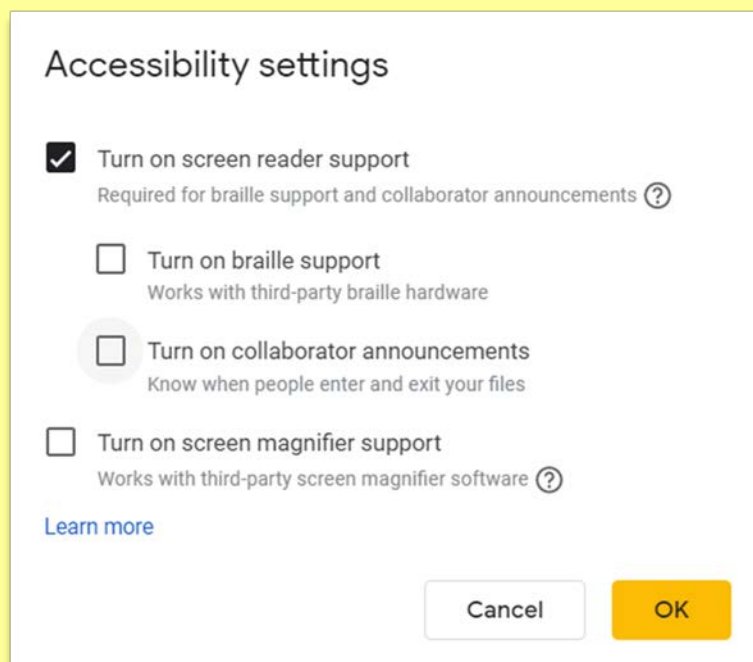 Accessibility settings
Turn on screen reader support
Required for braille support and collaborator announcements ?
Turn on braille support
Works with third-party braille hardware
Turn on collaborator announcements
Know when people enter and exit your files
Turn on screen magnifier support
Works with third-party screen magnifier software ?
Learn more
Cancel OK